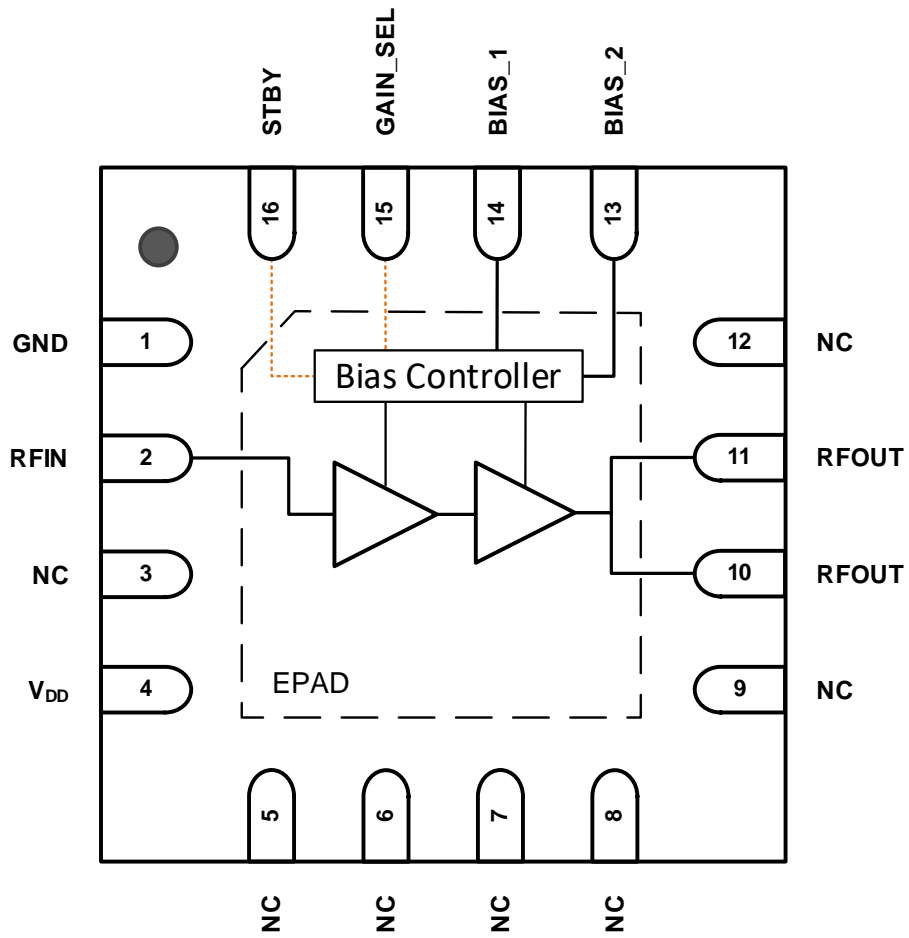 STBY
GAIN_SEL
BIAS_1
BIAS_2
16
15
14
13
GND
1
12
NC
Bias Controller
RFIN
2
11
RFOUT
NC
3
10
RFOUT
V_DD
4
EPAD
9
NC
5
6
7
8
NC
NC
NC
NC